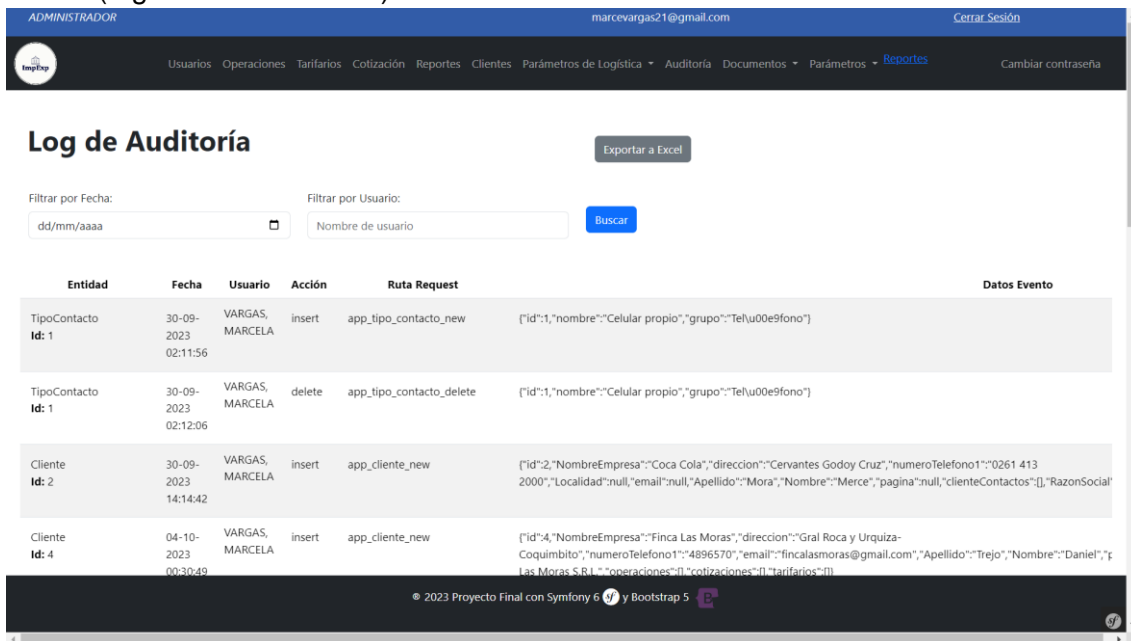 ADMINISTRADOR marcevargas21@gmail.com Cerrar Sesión
ImpExp Usuarios Operaciones Tarifarios Cotización Reportes Clientes Parámetros de Logística Auditoría Documentos Parámetros Reportes Cambiar contraseña
Log de Auditoría
Exportar a Excel
Filtrar por Fecha: Filtrar por Usuario:
dd/mm/aaaa Nombre de usuario Buscar
Entidad Fecha Usuario Acción Ruta Request Datos Evento
TipoContacto 30-09- VARGAS, insert app_tipo_contacto_new {"id":1,"nombre":"Celular propio","grupo":"Tel\u00e9fono"}
Id: 1 2023 MARCELA
02:11:56
TipoContacto 30-09- VARGAS, delete app_tipo_contacto_delete {"id":1,"nombre":"Celular propio","grupo":"Tel\u00e9fono"}
Id: 1 2023 MARCELA
02:12:06
Cliente 30-09- VARGAS, insert app_cliente_new {"id":2,"NombreEmpresa":"Coca Cola","direccion":"Cervantes Godoy Cruz","numeroTelefono1":"0261 413
Id: 2 2023 MARCELA 2000","Localidad":null,"email":null,"Apellido":"Mora","Nombre":"Merce","pagina":null,"clienteContactos":[],"RazonSocial"
14:14:42
Cliente 04-10- VARGAS, insert app_cliente_new {"id":4,"NombreEmpresa":"Finca Las Moras","direccion":"Gral Roca y Urquiza-
Id: 4 2023 MARCELA Coquimbito","numeroTelefono1":"4896570","email":"fincalasmoras@gmail.com","Apellido":"Trejo","Nombre":"Daniel","p
00:30:49 Las Moras S.R.L.","operaciones":[],"cotizaciones":[],"tarifarios":[]}
® 2023 Proyecto Final con Symfony 6 sf y Bootstrap 5 B
sf